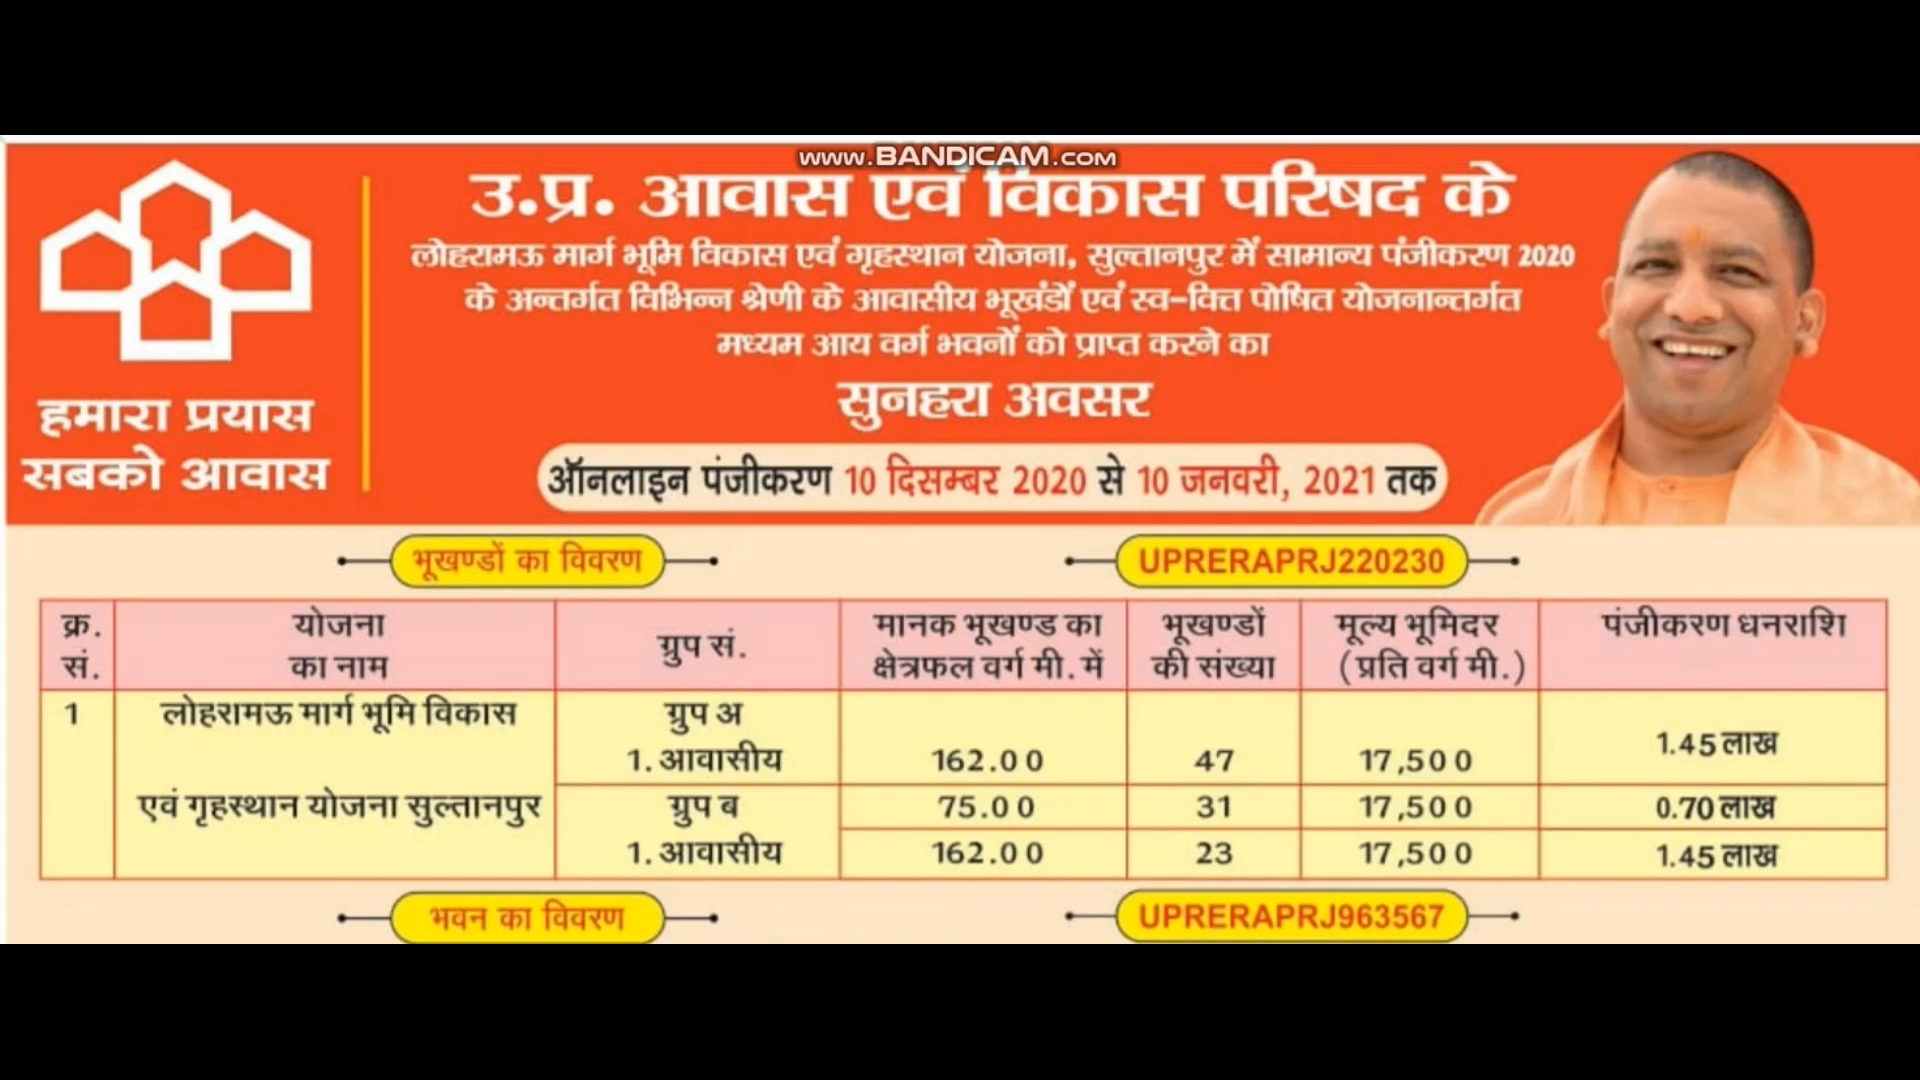 www.BANDICAM.com
उ.प्र. आवास एवं विकास परिषद के
लोहरामऊ मार्ग भूमि विकास एवं गृहस्थान योजना, सुल्तानपुर में सामान्य पंजीकरण 2020
के अन्तर्गत विभिन्न श्रेणी के आवासीय भूखंडों एवं स्व-वित्त पोषित योजनान्तर्गत
मध्यम आय वर्ग भवनों को प्राप्त करने का
सुनहरा अवसर
हमारा प्रयास
सबको आवास
ऑनलाइन पंजीकरण 10 दिसम्बर 2020 से 10 जनवरी, 2021 तक
भूखण्डों का विवरण UPRERAPRJ220230
क्र. योजना ग्रुप सं. मानक भूखण्ड का भूखण्डों मूल्य भूमिदर पंजीकरण धनराशि
सं. का नाम क्षेत्रफल वर्ग मी. में की संख्या (प्रति वर्ग मी.)
1 लोहरामऊ मार्ग भूमि विकास ग्रुप अ
1. आवासीय 162.00 47 17,500 1.45 लाख
एवं गृहस्थान योजना सुल्तानपुर ग्रुप ब 75.00 31 17,500 0.70 लाख
1. आवासीय 162.00 23 17,500 1.45 लाख
भवन का विवरण UPRERAPRJ963567